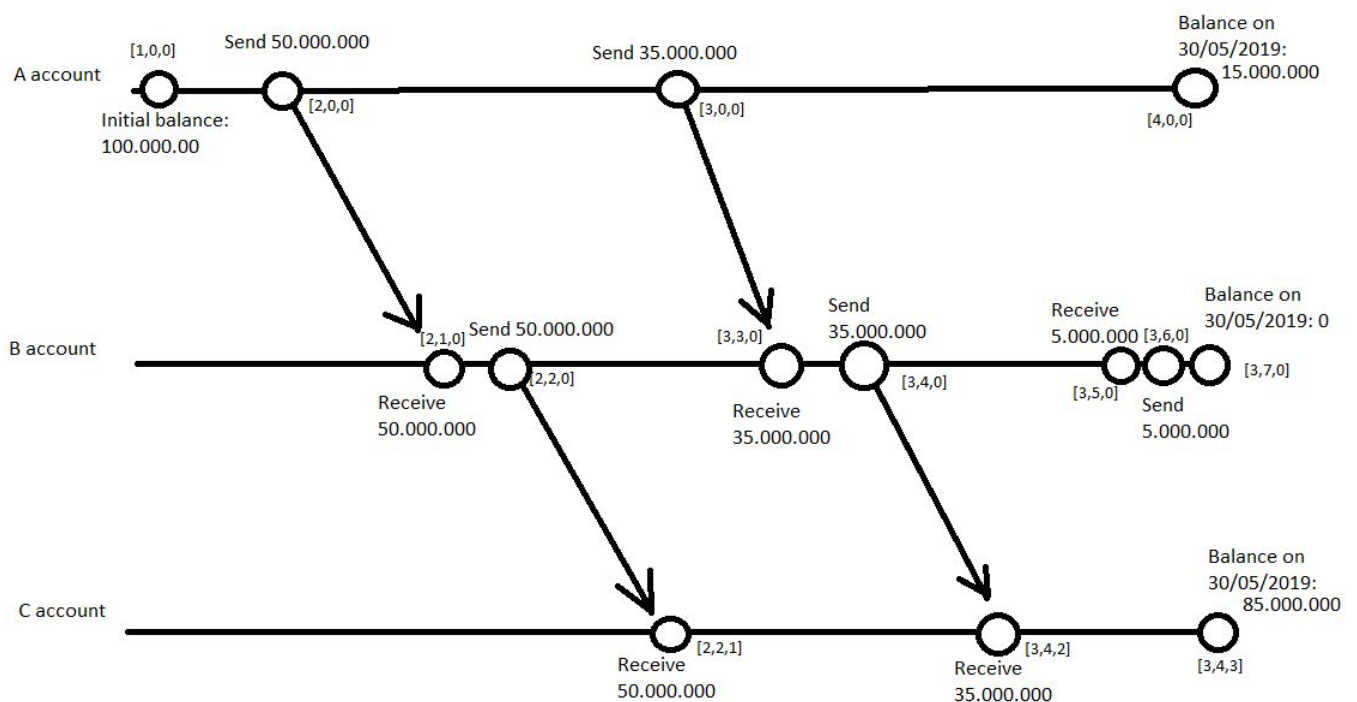 [1,0,0]
Send 50.000.000
Send 35.000.000
Balance on
30/05/2019:
15.000.000
A account
[2,0,0]
[3,0,0]
[4,0,0]
Initial balance:
100.000.00
[2,1,0]
Send 50.000.000
[3,3,0]
Send
35.000.000
Receive
5.000.000
[3,6,0]
Balance on
30/05/2019: 0
B account
[2,2,0]
[3,4,0]
[3,5,0]
[3,7,0]
Receive
50.000.000
Receive
35.000.000
Send
5.000.000
Balance on
30/05/2019:
85.000.000
C account
[2,2,1]
[3,4,2]
[3,4,3]
Receive
50.000.000
Receive
35.000.000